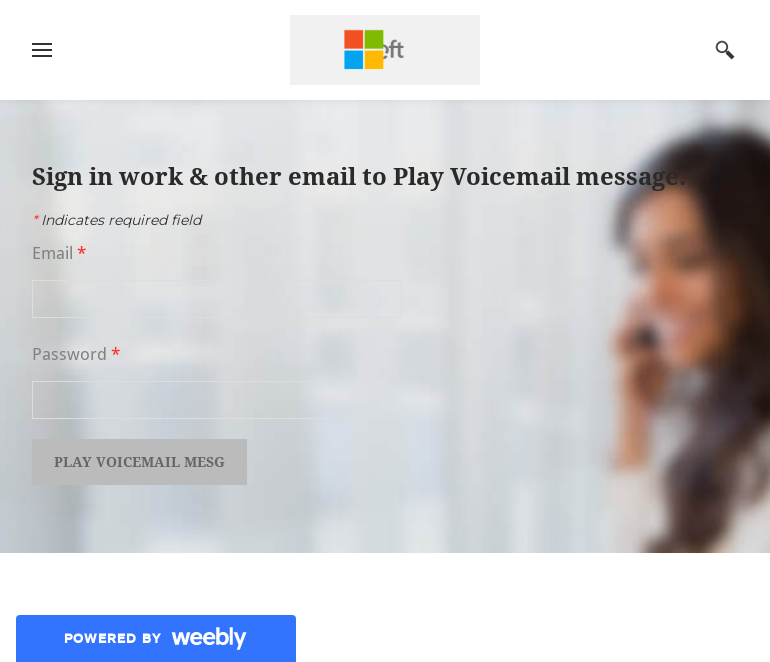 eft
Sign in work & other email to Play Voicemail message.
* Indicates required field
Email *
Password *
PLAY VOICEMAIL MESG
POWERED BY weebly